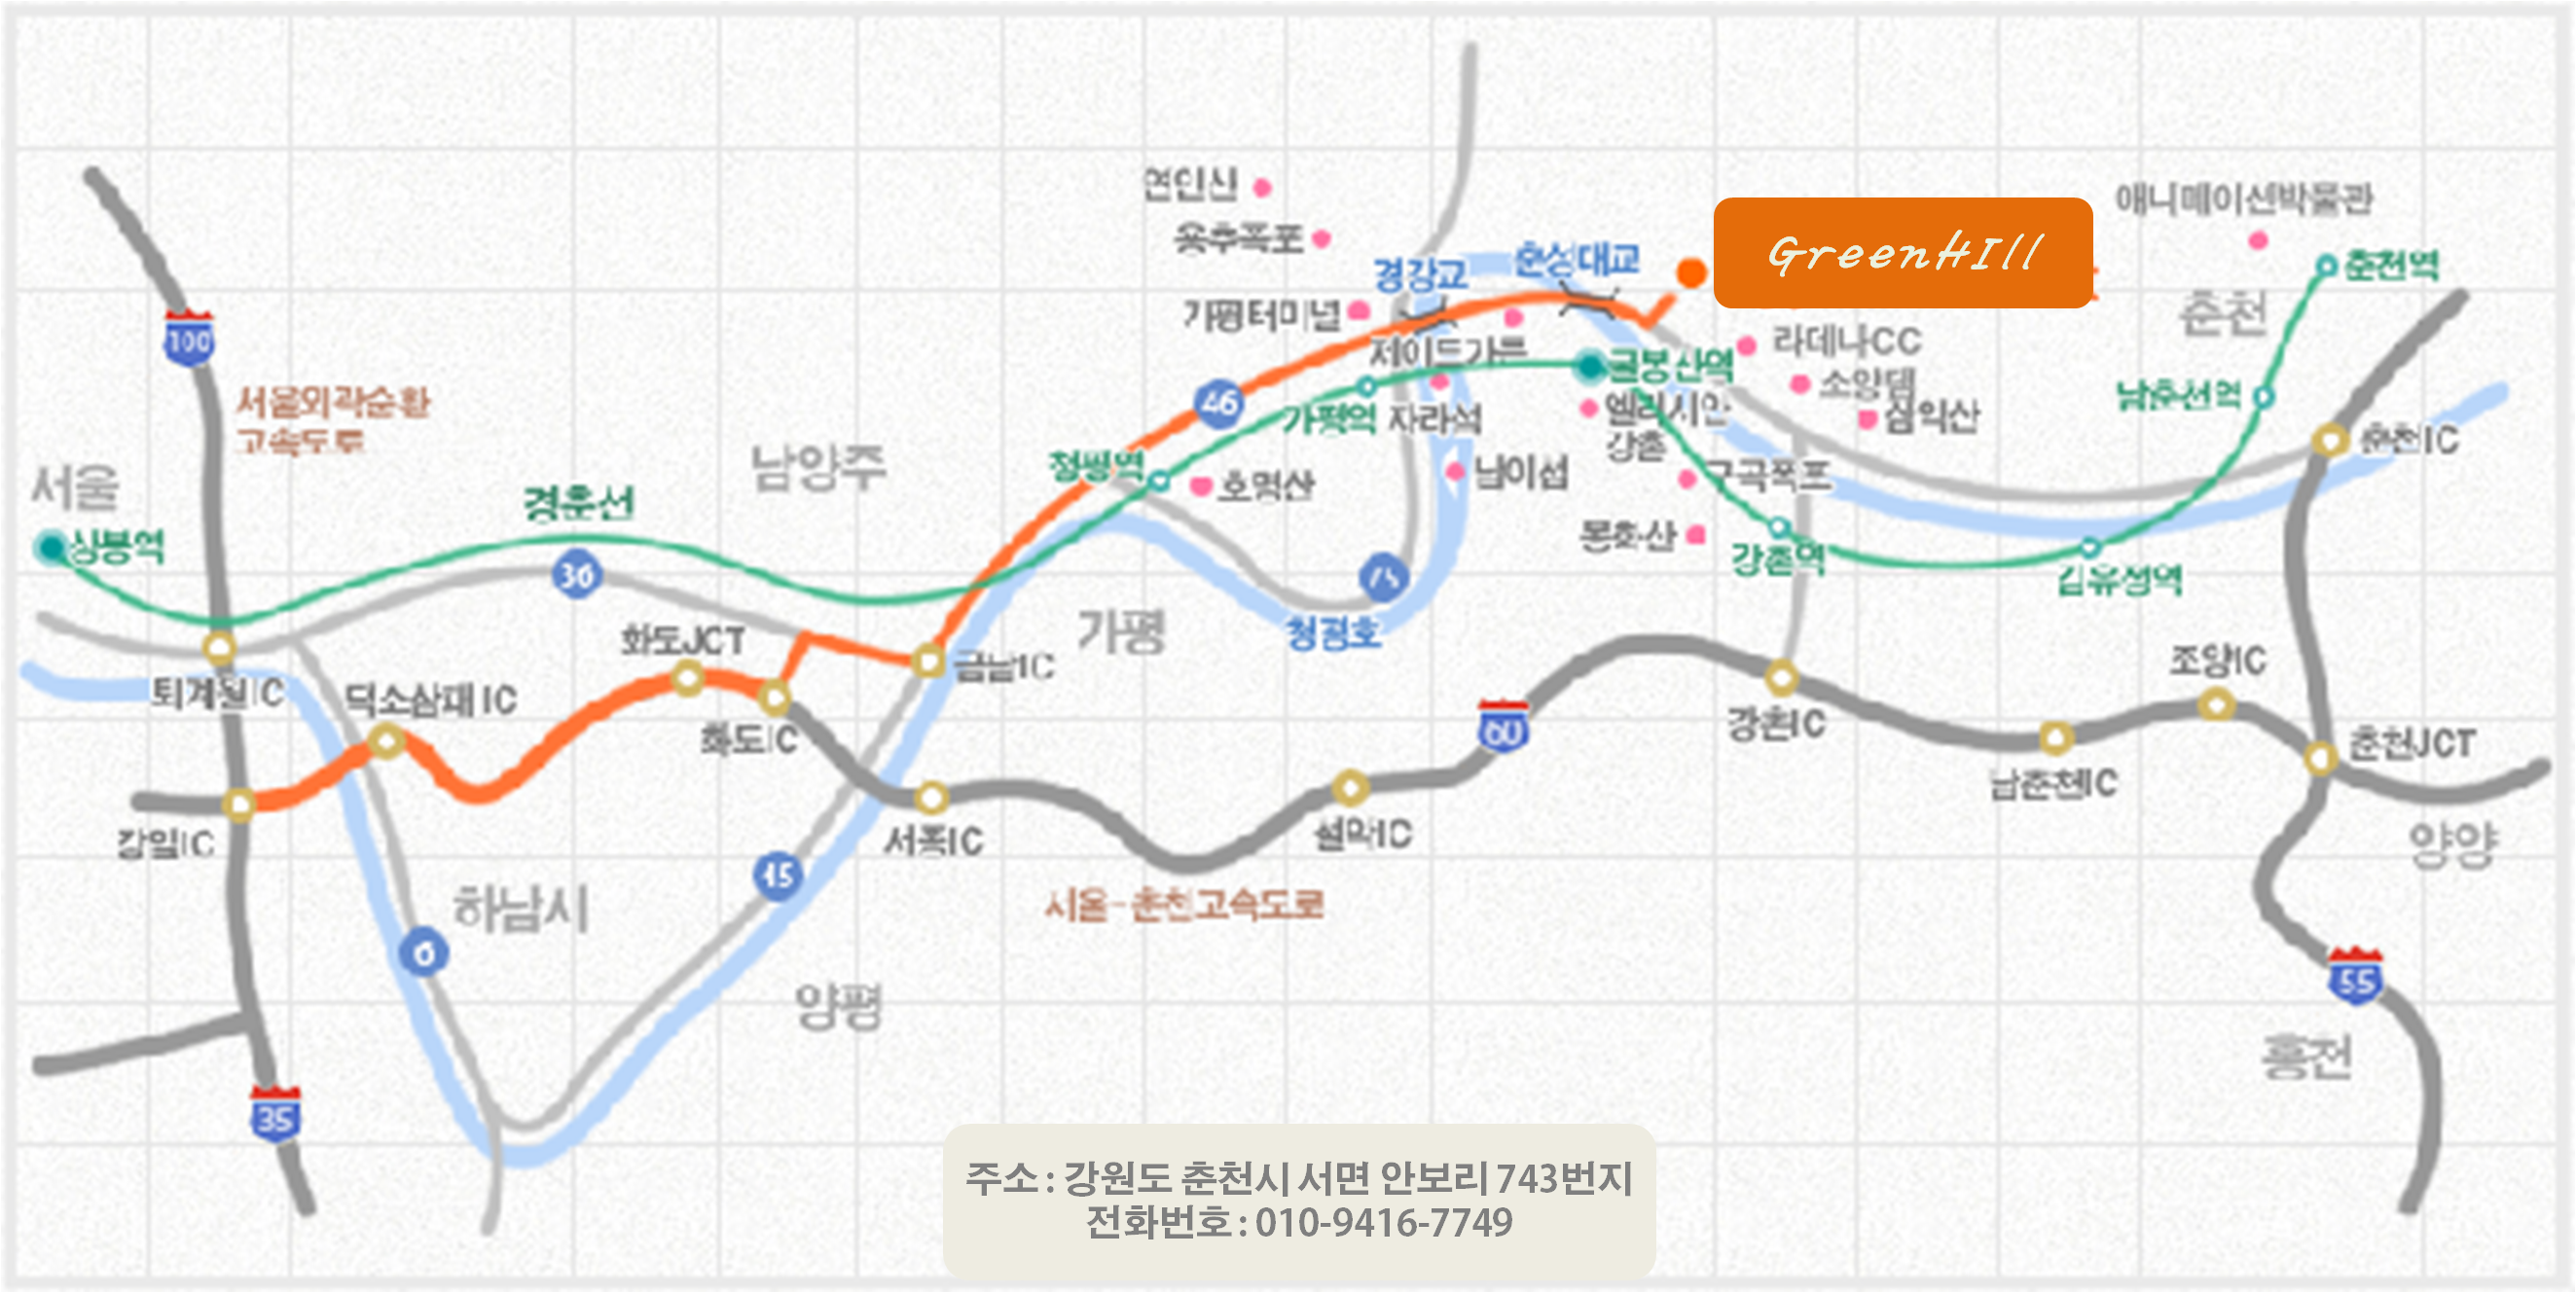 연인산
용추폭포
경강교
춘성대교
GreenHIll
애니메이션박물관
춘천역
100
가평터미널
춘천
라데나CC
제이드가든
굴봉산역
소양댐
서울외곽순환
고속도로
46
가평역
자라섬
엘리시안
강촌
삼악산
남춘천역
춘천IC
서울
남양주
청평역
호명산
남이섬
구곡폭포
경춘선
상봉역
봉화산
강촌역
김유정역
36
75
가평
청평호
화도JCT
금남IC
조양IC
퇴계원IC
덕소삼패 IC
화도IC
60
강촌IC
춘천JCT
남춘천IC
강일IC
서종IC
설악IC
양양
45
하남시
서울-춘천고속도로
6
양평
55
홍천
35
주소 : 강원도 춘천시 서면 안보리 743번지
전화번호 : 010-9416-7749